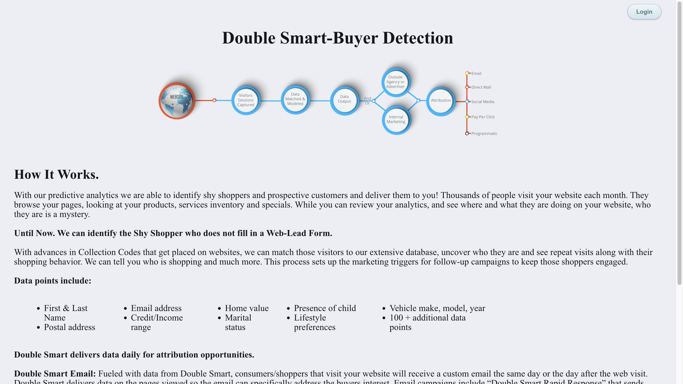 Login
Double Smart-Buyer Detection
WEBSITE
Visitors Sessions Captured
Data Matched & Modeled
Data Output
Outside Agency or Advertiser
Internal Marketing
Attribution
Email
Direct Mail
Social Media
Pay Per Click
Programmatic
How It Works.
With our predictive analytics we are able to identify shy shoppers and prospective customers and deliver them to you! Thousands of people visit your website each month. They
browse your pages, looking at your products, services inventory and specials. While you can review your analytics, and see where and what they are doing on your website, who
they are is a mystery.
Until Now. We can identify the Shy Shopper who does not fill in a Web-Lead Form.
With advances in Collection Codes that get placed on websites, we can match those visitors to our extensive database, uncover who they are and see repeat visits along with their
shopping behavior. We can tell you who is shopping and much more. This process sets up the marketing triggers for follow-up campaigns to keep those shoppers engaged.
Data points include:
• First & Last
Name
• Postal address
• Email address
• Credit/Income
range
• Home value
• Marital
status
• Presence of child
• Lifestyle
preferences
• Vehicle make, model, year
• 100 + additional data
points
Double Smart delivers data daily for attribution opportunities.
Double Smart Email: Fueled with data from Double Smart, consumers/shoppers that visit your website will receive a custom email the same day or the day after the web visit.
Double Smart delivers data on the pages viewed so the email can specifically address the buyers interest. Email campaigns include “Double Smart Rapid Response” that sends